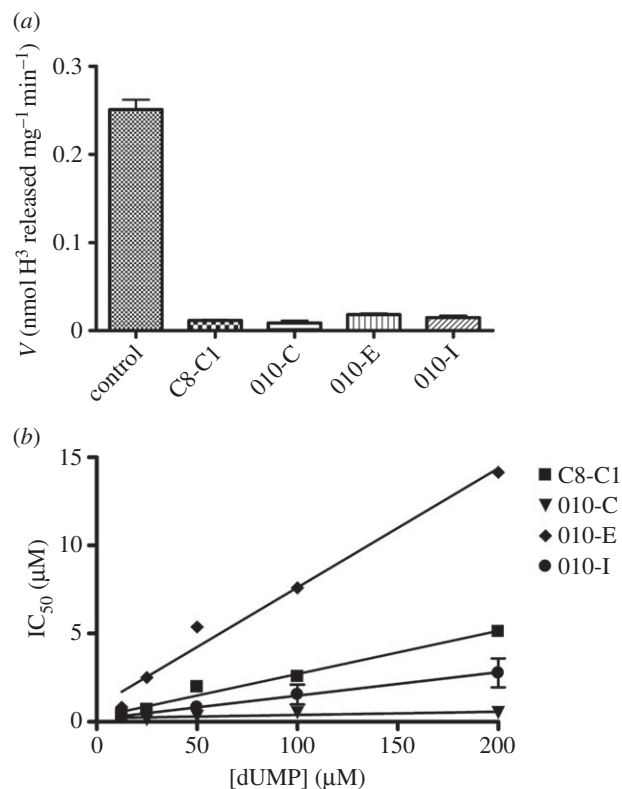 (a)
V (nmol H³ released mg⁻¹ min⁻¹)
0.3
0.2
0.1
0
control
C8-C1
010-C
010-E
010-I
(b)
IC₅₀ (μM)
15
10
5
0
0
50
100
150
200
[dUMP] (μM)
C8-C1
010-C
010-E
010-I